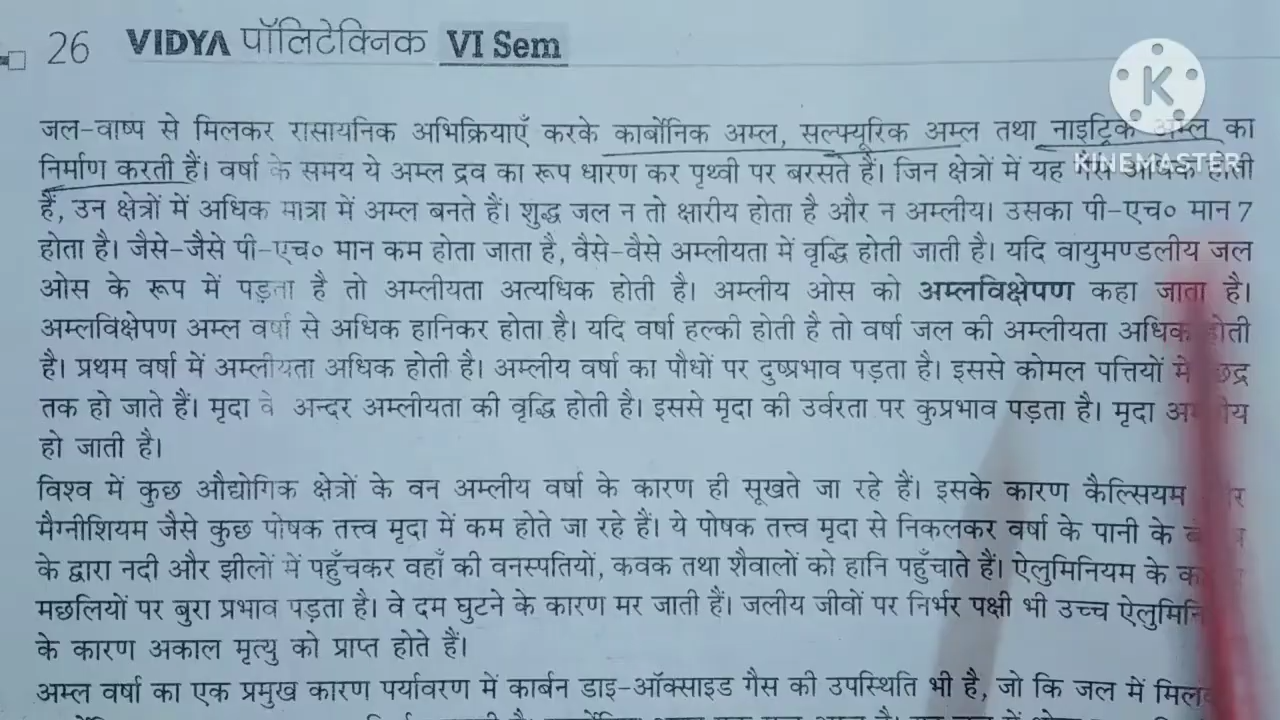 26 VIDYA पॉलिटेक्निक VI Sem
K
KINEMASTER
जल-वाष्प से मिलकर रासायनिक अभिक्रियाएँ करके कार्बोनिक अम्ल, सल्फ्यूरिक अम्ल तथा नाइट्रिक अम्ल का
निर्माण करती हैं। वर्षा के समय ये अम्ल द्रव का रूप धारण कर पृथ्वी पर बरसते हैं। जिन क्षेत्रों में यह गैस अधिक होती
हैं, उन क्षेत्रों में अधिक मात्रा में अम्ल बनते हैं। शुद्ध जल न तो क्षारीय होता है और न अम्लीय। उसका पी-एच० मान 7
होता है। जैसे-जैसे पी-एच० मान कम होता जाता है, वैसे-वैसे अम्लीयता में वृद्धि होती जाती है। यदि वायुमण्डलीय जल
ओस के रूप में पड़ता है तो अम्लीयता अत्यधिक होती है। अम्लीय ओस को अम्लविक्षेपण कहा जाता है।
अम्लविक्षेपण अम्ल वर्षा से अधिक हानिकर होता है। यदि वर्षा हल्की होती है तो वर्षा जल की अम्लीयता अधिक होती
है। प्रथम वर्षा में अम्लीयता अधिक होती है। अम्लीय वर्षा का पौधों पर दुष्प्रभाव पड़ता है। इससे कोमल पत्तियों में
तक हो जाते हैं। मृदा के अन्दर अम्लीयता की वृद्धि होती है। इससे मृदा की उर्वरता पर कुप्रभाव पड़ता है। मृदा
हो जाती है।
विश्व में कुछ औद्योगिक क्षेत्रों के वन अम्लीय वर्षा के कारण ही सूखते जा रहे हैं। इसके कारण कैल्सियम
मैग्नीशियम जैसे कुछ पोषक तत्त्व मृदा में कम होते जा रहे हैं। ये पोषक तत्त्व मृदा से निकलकर वर्षा के पानी के
के द्वारा नदी और झीलों में पहुँचकर वहाँ की वनस्पतियों, कवक तथा शैवालों को हानि पहुँचाते हैं। ऐलुमिनियम के
मछलियों पर बुरा प्रभाव पड़ता है। वे दम घुटने के कारण मर जाती हैं। जलीय जीवों पर निर्भर पक्षी भी उच्च
के कारण अकाल मृत्यु को प्राप्त होते हैं।
अम्ल वर्षा का एक प्रमुख कारण पर्यावरण में कार्बन डाइ-ऑक्साइड गैस की उपस्थिति भी है, जो कि जल में